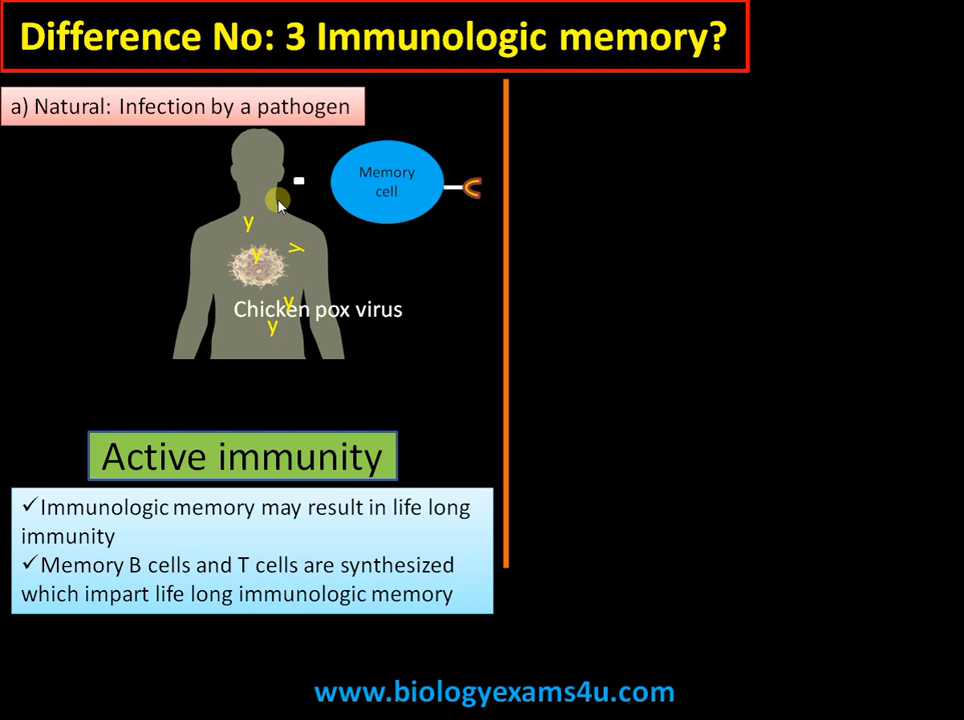 Difference No: 3 Immunologic memory?
a) Natural: Infection by a pathogen
Memory
cell
y
y
y
y
Chicken pox virus
y
Active immunity
✓Immunologic memory may result in life long
immunity
✓Memory B cells and T cells are synthesized
which impart life long immunologic memory
www.biologyexams4u.com